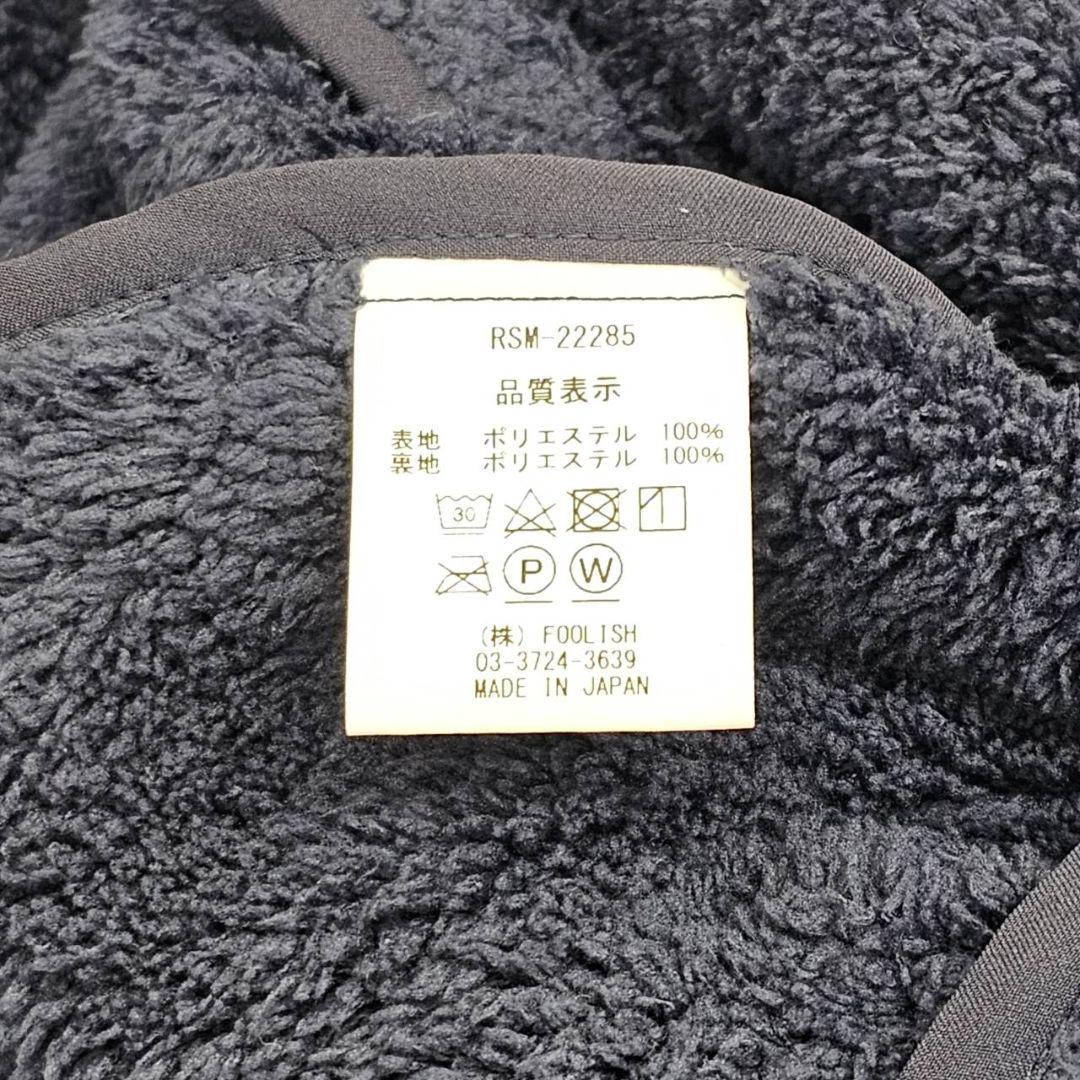 RSM-22285
品質表示
表地 ポリエステル 100%
裏地 ポリエステル 100%
30
P W
(株) FOOLISH
03-3724-3639
MADE IN JAPAN